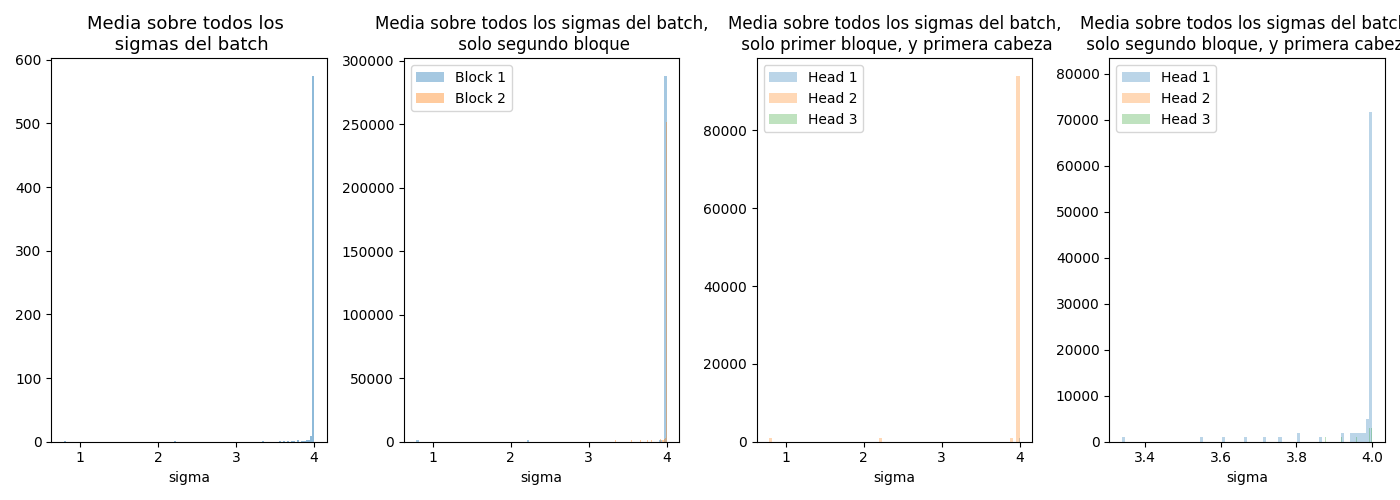 Media sobre todos los
sigmas del batch
600
500
400
300
200
100
0
1 2 3 4
sigma
Media sobre todos los sigmas del batch,
solo segundo bloque
Block 1
Block 2
300000
250000
200000
150000
100000
50000
0
1 2 3 4
sigma
Media sobre todos los sigmas del batch,
solo primer bloque, y primera cabeza
Head 1
Head 2
Head 3
80000
60000
40000
20000
0
1 2 3 4
sigma
Media sobre todos los sigmas del batch
solo segundo bloque, y primera cabez
Head 1
Head 2
Head 3
80000
70000
60000
50000
40000
30000
20000
10000
0
3.4 3.6 3.8 4.0
sigma